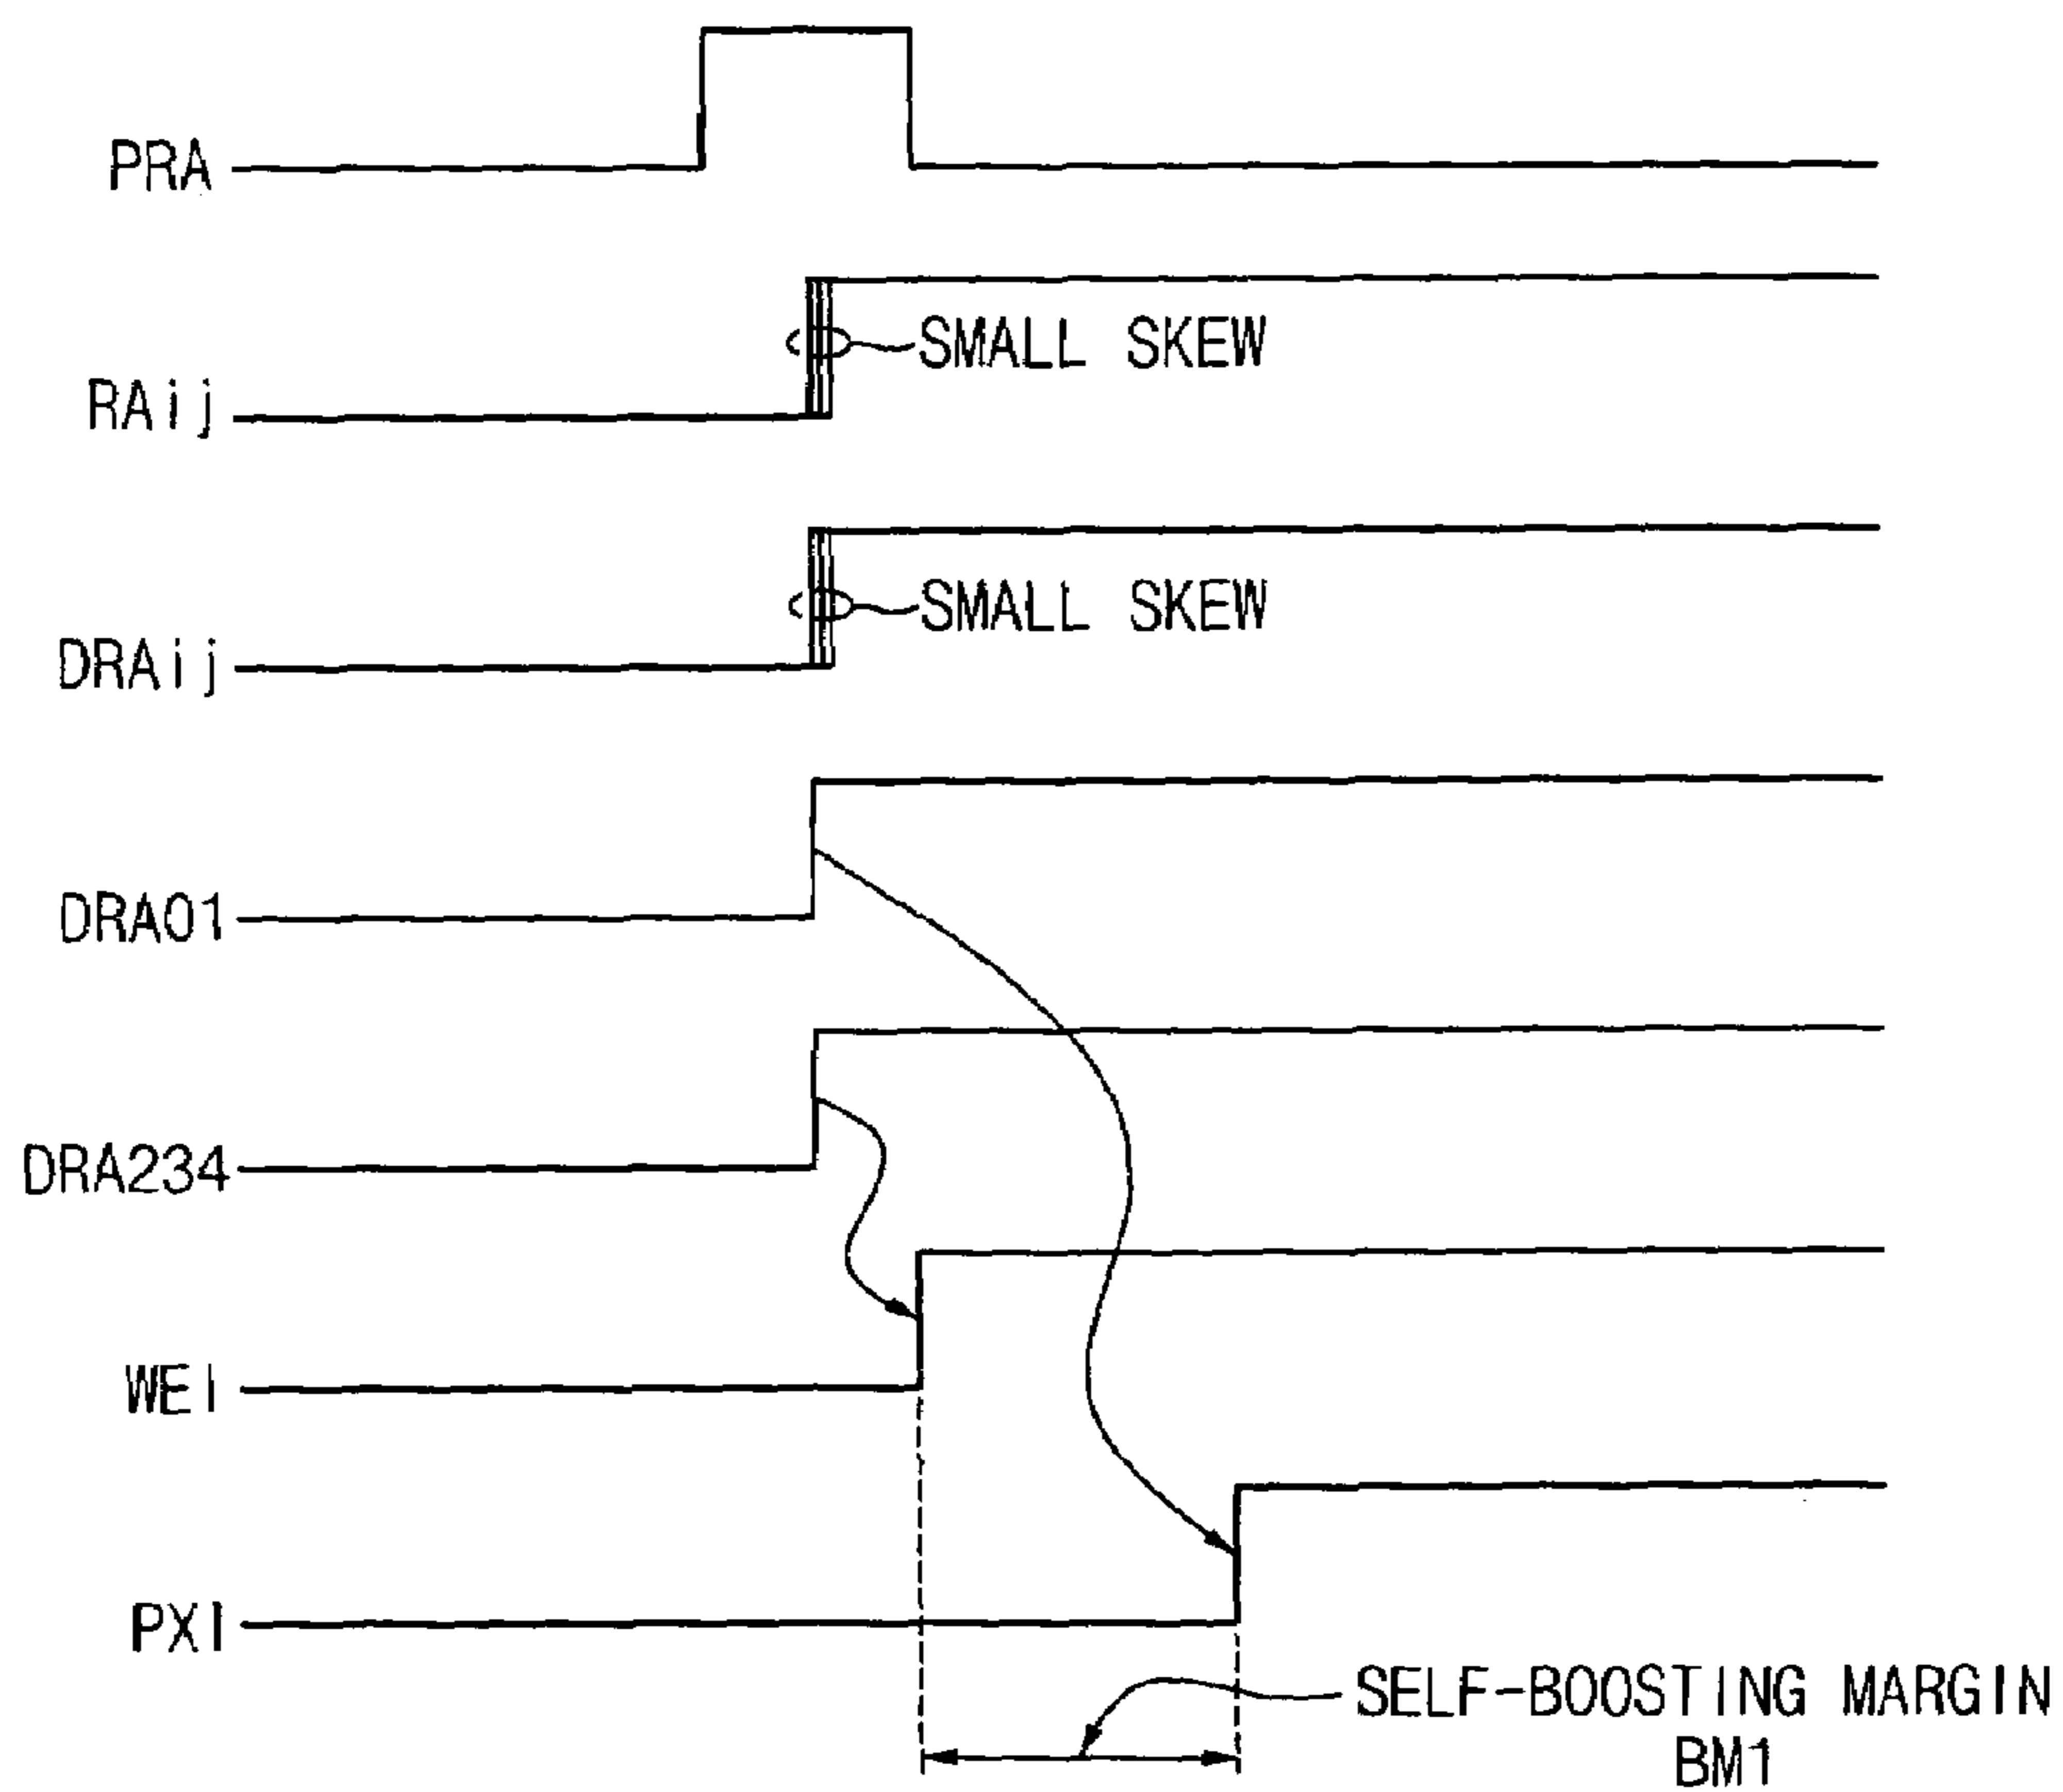 PRA
SMALL SKEW
RAij
SMALL SKEW
DRAij
DRA01
DRA234
WEI
PXI
SELF-BOOSTING MARGIN
BM1